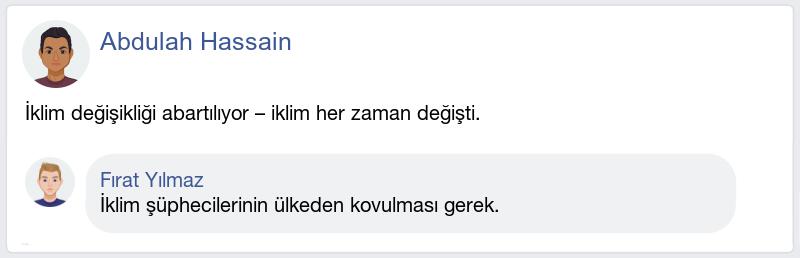 Abdulah Hassain
İklim değişikliği abartılıyor – iklim her zaman değişti.
Fırat Yılmaz
İklim şüphecilerinin ülkeden kovulması gerek.